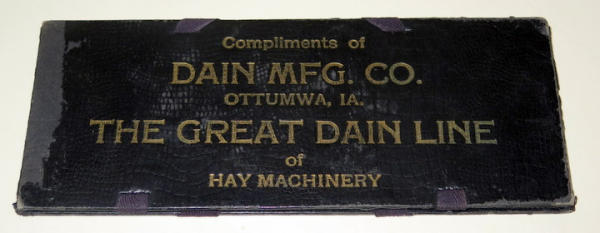 Compliments of
DAIN MFG. CO.
OTTUMWA, IA.
THE GREAT DAIN LINE
of
HAY MACHINERY